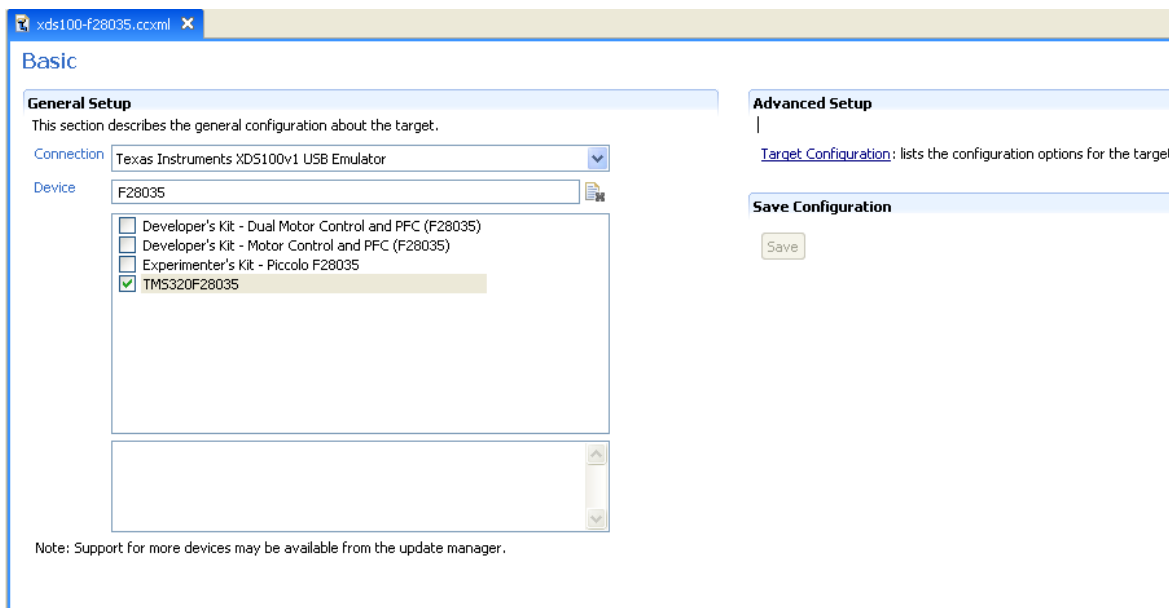 xds100-f28035.ccxml
Basic
General Setup
This section describes the general configuration about the target.
Connection
Texas Instruments XDS100v1 USB Emulator
Device
F28035
Developer's Kit - Dual Motor Control and PFC (F28035)
Developer's Kit - Motor Control and PFC (F28035)
Experimenter's Kit - Piccolo F28035
TMS320F28035
Note: Support for more devices may be available from the update manager.
Advanced Setup
Target Configuration: lists the configuration options for the target
Save Configuration
Save